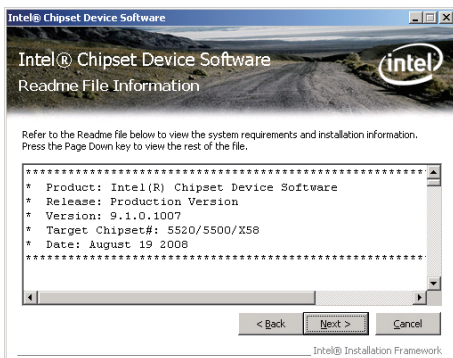 Intel® Chipset Device Software
Intel® Chipset Device Software
Readme File Information
intel
Refer to the Readme file below to view the system requirements and installation information.
Press the Page Down key to view the rest of the file.
************************************************************
*  Product: Intel(R) Chipset Device Software
*  Release: Production Version
*  Version: 9.1.0.1007
*  Target Chipset#: 5520/5500/X58
*  Date: August 19 2008
************************************************************
< Back
Next >
Cancel
Intel® Installation Framework